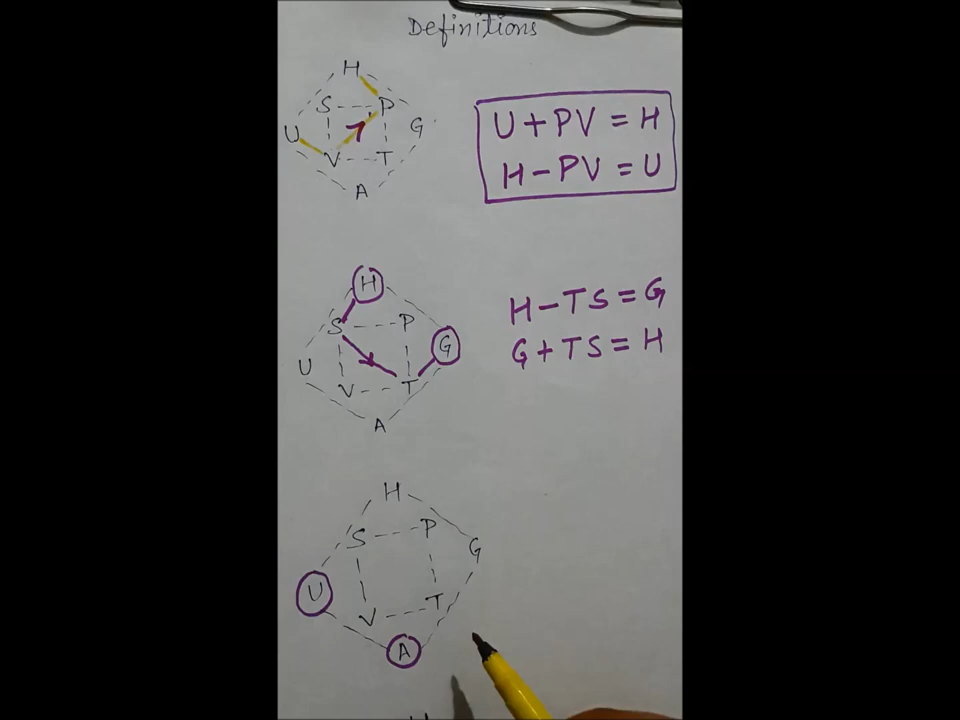 Definitions
H
S P
U G
V T
A
U + PV = H
H - PV = U
H
S P
G
U
V T
A
H - TS = G
G + TS = H
H
S P
G
U
V T
A